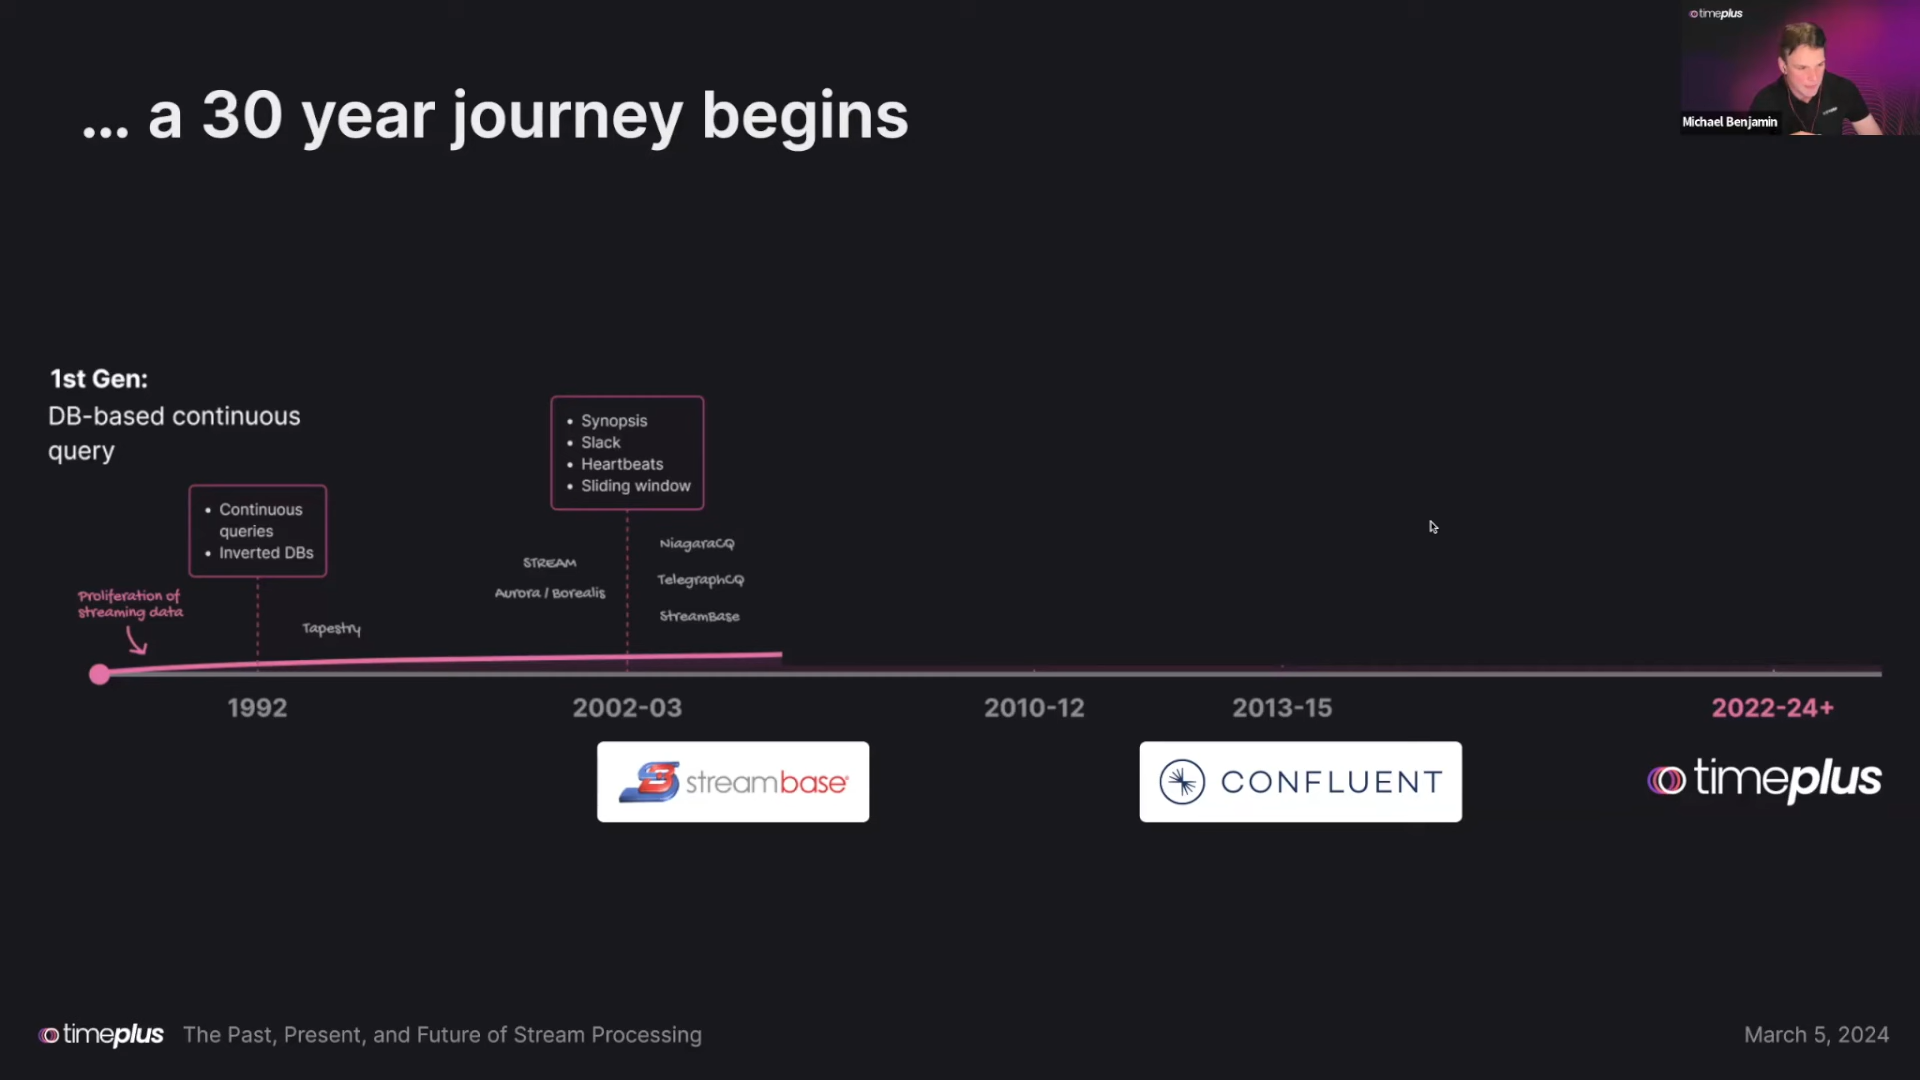 timeplus
Michael Benjamin
... a 30 year journey begins
1st Gen:
DB-based continuous
query
• Synopsis
• Slack
• Heartbeats
• Sliding window
• Continuous
queries
• Inverted DBs
Proliferation of
streaming data
Tapestry
STREAM
Aurora / Borealis
NiagaraCQ
TelegraphCQ
StreamBase
1992
2002-03
2010-12
2013-15
2022-24+
streambase
CONFLUENT
timeplus
timeplus
The Past, Present, and Future of Stream Processing
March 5, 2024